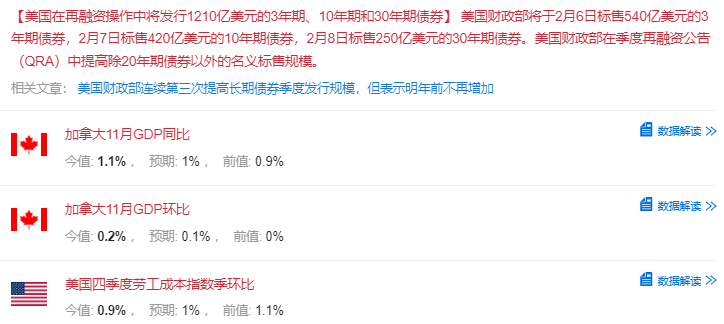 【美国在再融资操作中将发行1210亿美元的3年期、10年期和30年期债券】 美国财政部将于2月6日标售540亿美元的3
年期债券，2月7日标售420亿美元的10年期债券，2月8日标售250亿美元的30年期债券。美国财政部在季度再融资公告
（QRA）中提高除20年期债券以外的名义标售规模。
相关文章： 美国财政部连续第三次提高长期债券季度发行规模，但表示明年前不再增加
加拿大11月GDP同比 数据解读
今值: 1.1% ， 预期: 1% ， 前值: 0.9%
加拿大11月GDP环比 数据解读
今值: 0.2% ， 预期: 0.1% ， 前值: 0%
美国四季度劳工成本指数季环比 数据解读
今值: 0.9% ， 预期: 1% ， 前值: 1.1%